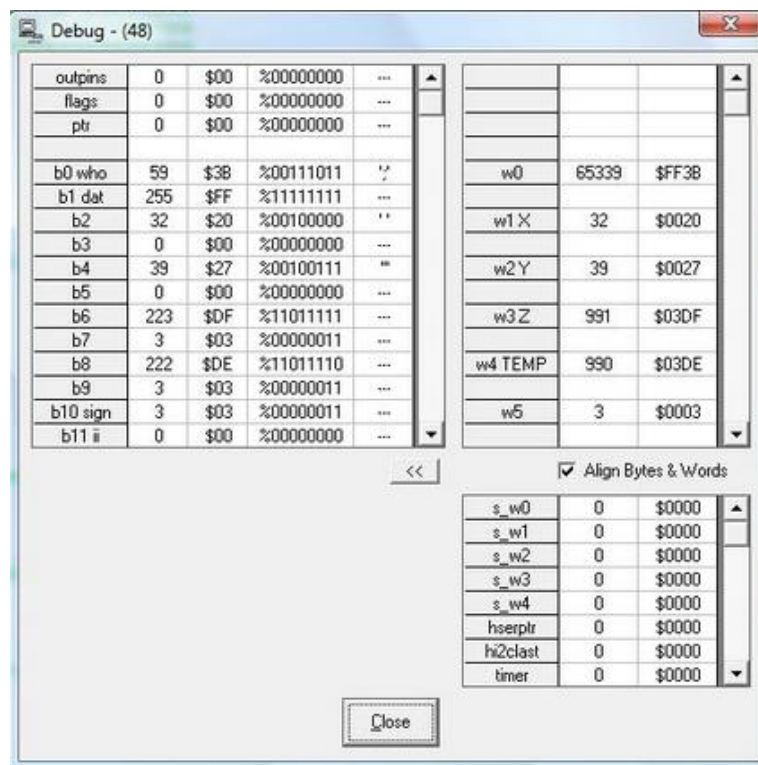 Debug - (48)
outpins 0 $00 %00000000 ---
flags 0 $00 %00000000 ---
ptr 0 $00 %00000000 ---
b0 who 59 $3B %00111011 ';'
b1 dat 255 $FF %11111111 ---
b2 32 $20 %00100000 ' '
b3 0 $00 %00000000 ---
b4 39 $27 %00100111 '''
b5 0 $00 %00000000 ---
b6 223 $DF %11011111 ---
b7 3 $03 %00000011 ---
b8 222 $DE %11011110 ---
b9 3 $03 %00000011 ---
b10 sign 3 $03 %00000011 ---
b11 ii 0 $00 %00000000 ---
<<
w0 65339 $FF3B
w1 X 32 $0020
w2 Y 39 $0027
w3 Z 991 $03DF
w4 TEMP 990 $03DE
w5 3 $0003
Align Bytes & Words
s_w0 0 $0000
s_w1 0 $0000
s_w2 0 $0000
s_w3 0 $0000
s_w4 0 $0000
hserptr 0 $0000
hi2clast 0 $0000
timer 0 $0000
Close